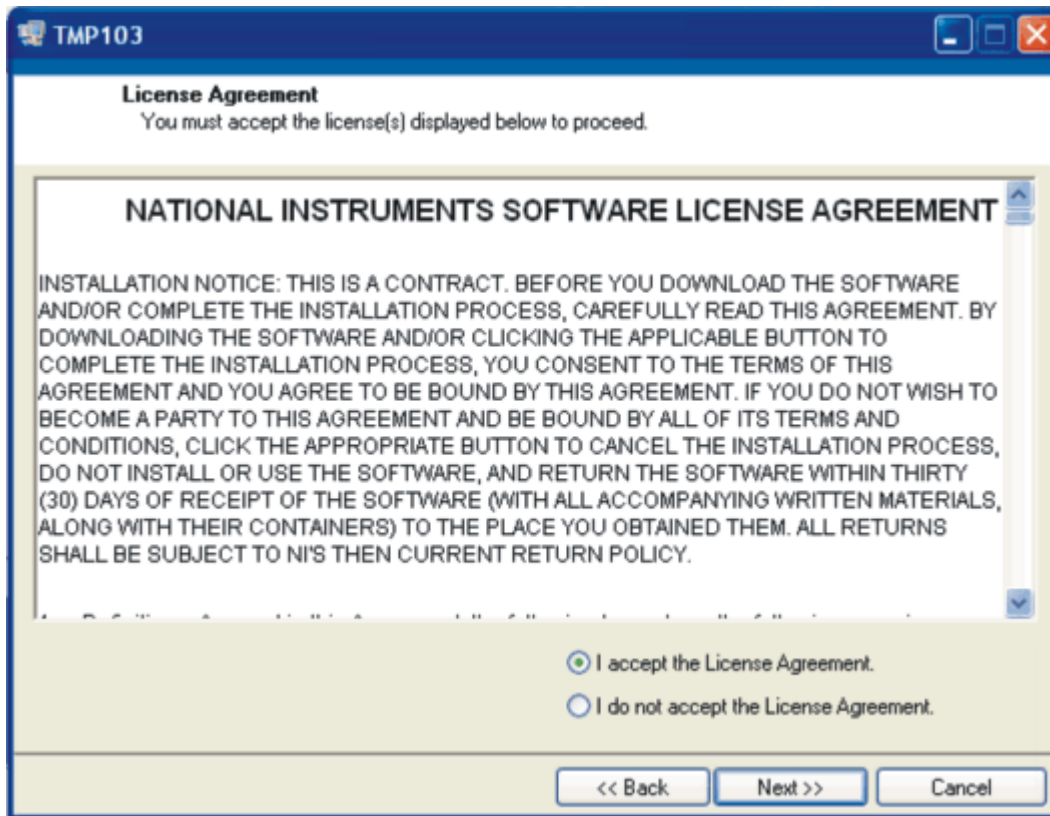 TMP103
License Agreement
You must accept the license(s) displayed below to proceed.
NATIONAL INSTRUMENTS SOFTWARE LICENSE AGREEMENT
INSTALLATION NOTICE: THIS IS A CONTRACT. BEFORE YOU DOWNLOAD THE SOFTWARE
AND/OR COMPLETE THE INSTALLATION PROCESS, CAREFULLY READ THIS AGREEMENT. BY
DOWNLOADING THE SOFTWARE AND/OR CLICKING THE APPLICABLE BUTTON TO
COMPLETE THE INSTALLATION PROCESS, YOU CONSENT TO THE TERMS OF THIS
AGREEMENT AND YOU AGREE TO BE BOUND BY THIS AGREEMENT. IF YOU DO NOT WISH TO
BECOME A PARTY TO THIS AGREEMENT AND BE BOUND BY ALL OF ITS TERMS AND
CONDITIONS, CLICK THE APPROPRIATE BUTTON TO CANCEL THE INSTALLATION PROCESS,
DO NOT INSTALL OR USE THE SOFTWARE, AND RETURN THE SOFTWARE WITHIN THIRTY
(30) DAYS OF RECEIPT OF THE SOFTWARE (WITH ALL ACCOMPANYING WRITTEN MATERIALS,
ALONG WITH THEIR CONTAINERS) TO THE PLACE YOU OBTAINED THEM. ALL RETURNS
SHALL BE SUBJECT TO NI'S THEN CURRENT RETURN POLICY.
I accept the License Agreement.
I do not accept the License Agreement.
<< Back
Next >>
Cancel